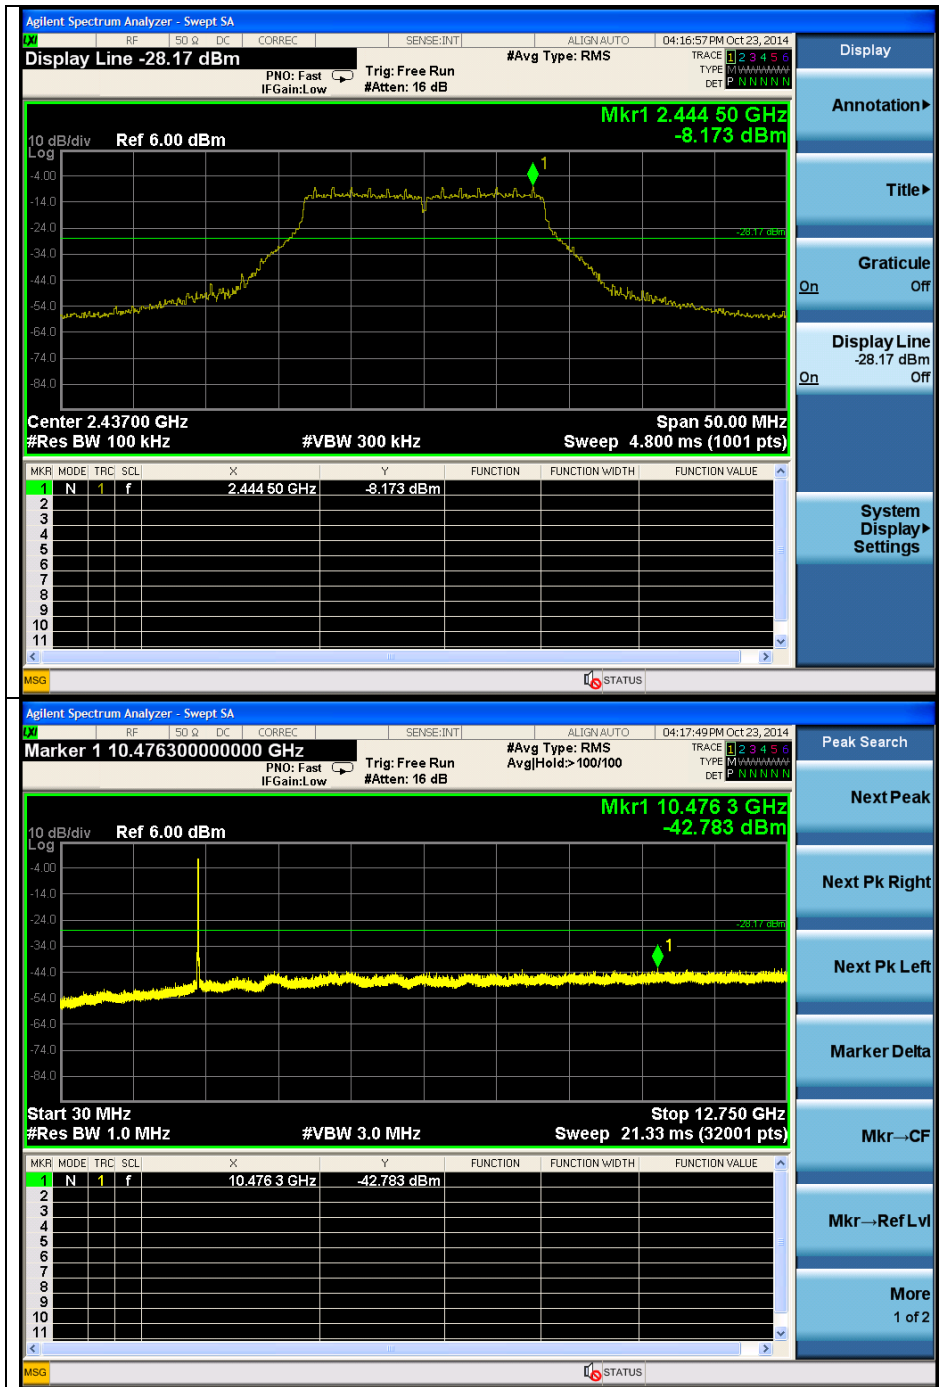 Agilent Spectrum Analyzer - Swept SA
LXI RF 50 Ω DC CORREC SENSE:INT ALIGN AUTO 04:16:57 PM Oct 23, 2014
Display Line -28.17 dBm
#Avg Type: RMS
TRACE 1 2 3 4 5 6
PNO: Fast Trig: Free Run
TYPE M WWWWW
IFGain:Low #Atten: 16 dB
DET P N N N N N
Mkr1 2.444 50 GHz
-8.173 dBm
10 dB/div Ref 6.00 dBm
Log
1
-4.00
-14.0
-24.0
-28.17 dBm
-34.0
-44.0
-54.0
-64.0
-74.0
-84.0
Center 2.43700 GHz Span 50.00 MHz
#Res BW 100 kHz #VBW 300 kHz Sweep 4.800 ms (1001 pts)
MKR MODE TRC SCL X Y FUNCTION FUNCTION WIDTH FUNCTION VALUE
1 N 1 f 2.444 50 GHz -8.173 dBm
2
3
4
5
6
7
8
9
10
11
MSG STATUS
Display
Annotation
Title
Graticule
On Off
Display Line
-28.17 dBm
On Off
System
Display
Settings
Agilent Spectrum Analyzer - Swept SA
LXI RF 50 Ω DC CORREC SENSE:INT ALIGN AUTO 04:17:49 PM Oct 23, 2014
Marker 1 10.476300000000 GHz
#Avg Type: RMS
TRACE 1 2 3 4 5 6
PNO: Fast Trig: Free Run
Avg|Hold:>100/100
TYPE M WWWWW
IFGain:Low #Atten: 16 dB
DET P N N N N N
Mkr1 10.476 3 GHz
-42.783 dBm
10 dB/div Ref 6.00 dBm
Log
-4.00
-14.0
-24.0
-28.17 dBm
-34.0
1
-44.0
-54.0
-64.0
-74.0
-84.0
Start 30 MHz Stop 12.750 GHz
#Res BW 1.0 MHz #VBW 3.0 MHz Sweep 21.33 ms (32001 pts)
MKR MODE TRC SCL X Y FUNCTION FUNCTION WIDTH FUNCTION VALUE
1 N 1 f 10.476 3 GHz -42.783 dBm
2
3
4
5
6
7
8
9
10
11
MSG STATUS
Peak Search
Next Peak
Next Pk Right
Next Pk Left
Marker Delta
Mkr→CF
Mkr→Ref Lvl
More
1 of 2